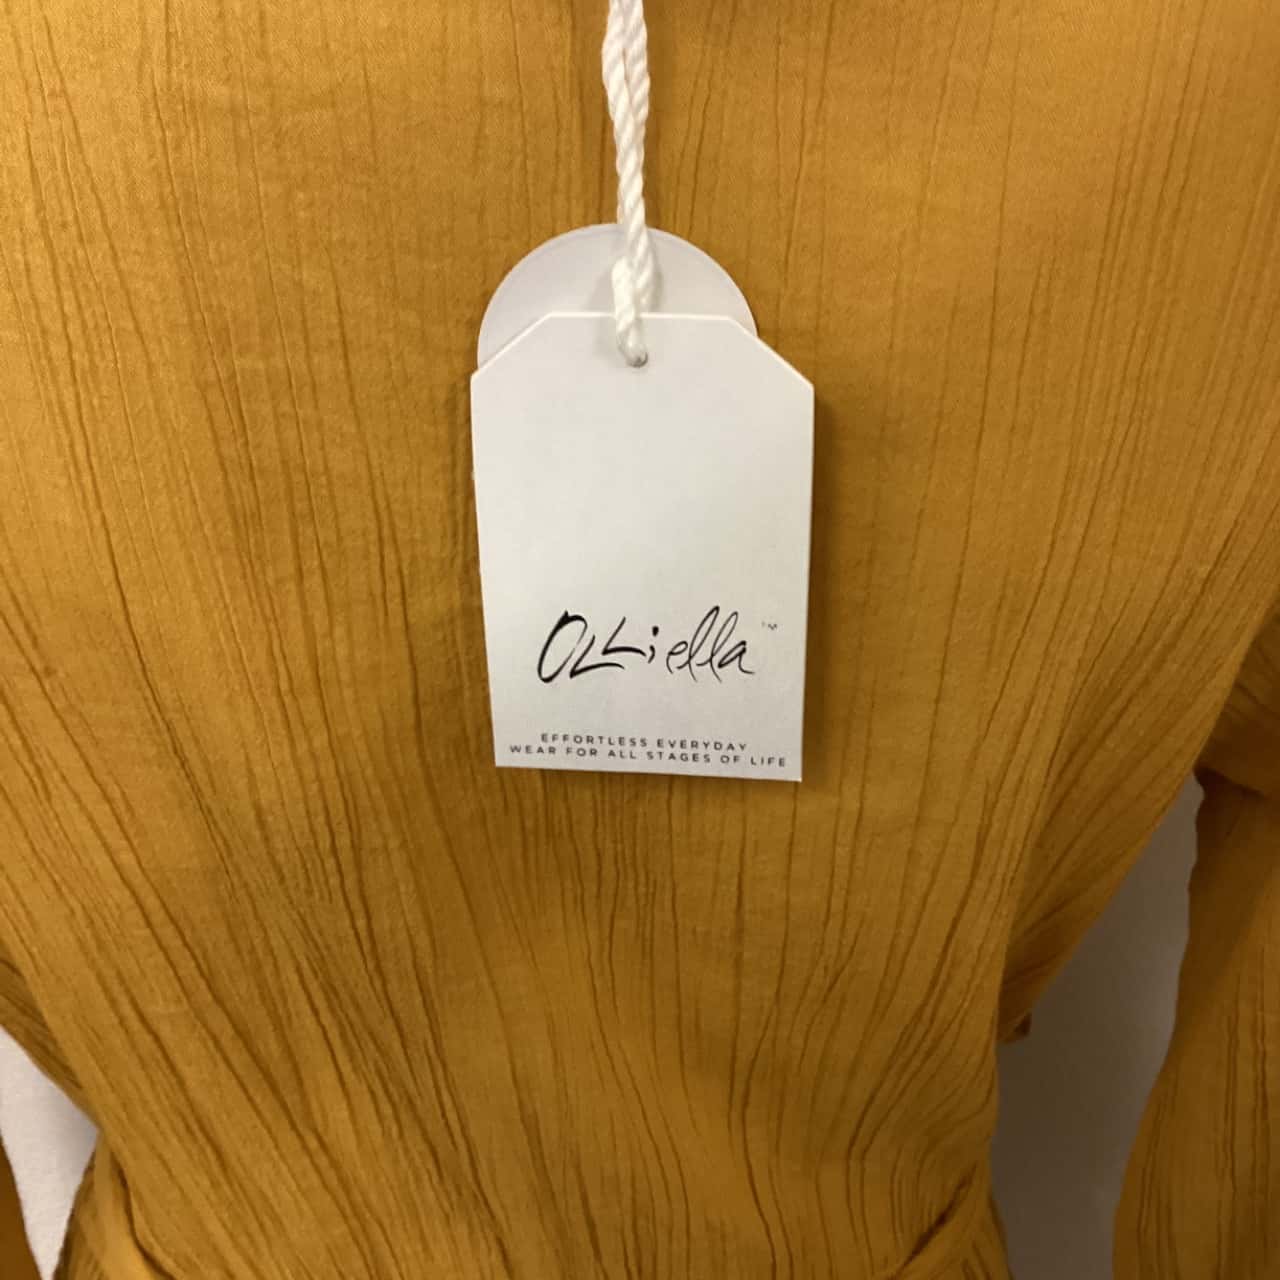 OLLiella™
EFFORTLESS EVERYDAY
WEAR FOR ALL STAGES OF LIFE